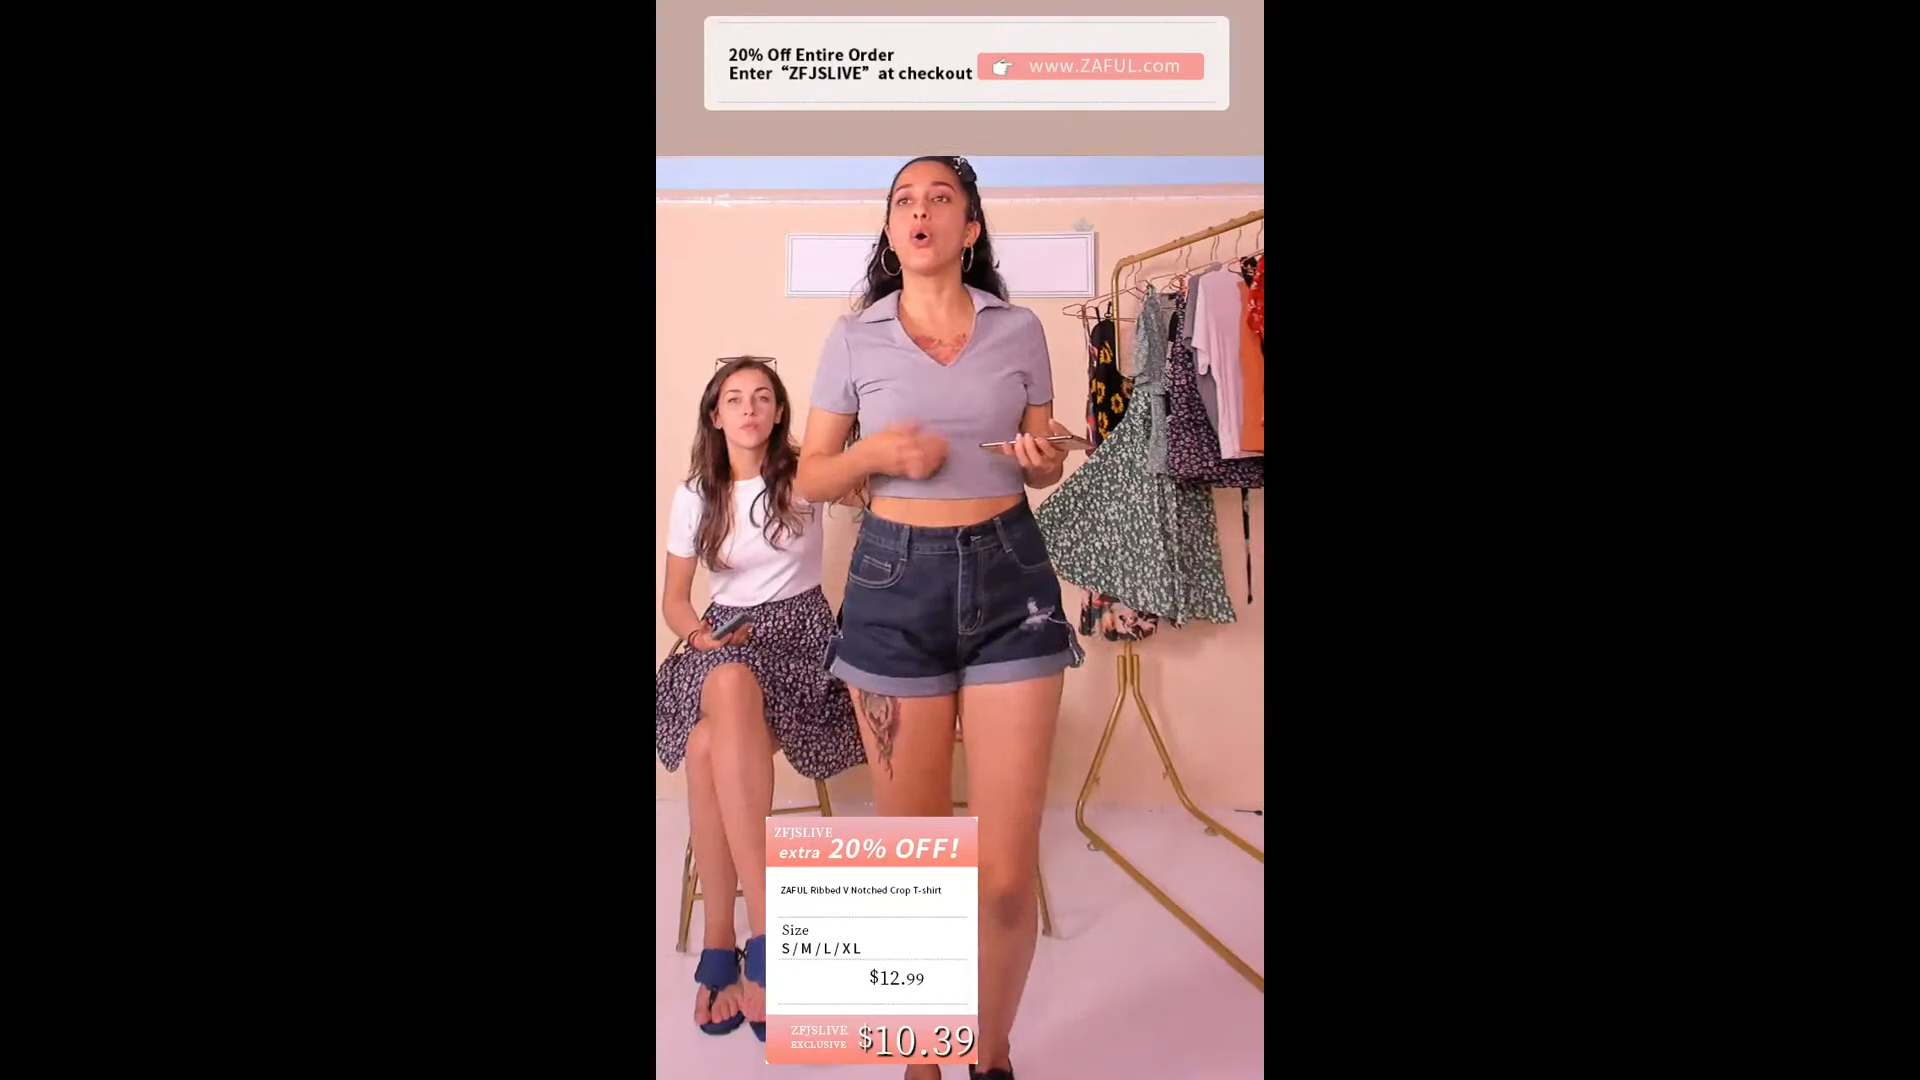 20% Off Entire Order
Enter “ZFJSLIVE” at checkout
www.ZAFUL.com
ZFJSLIVE
extra 20% OFF!
ZAFUL Ribbed V Notched Crop T-shirt
Size
S/M/L/XL
$12.99
ZFJSLIVE
EXCLUSIVE
$10.39